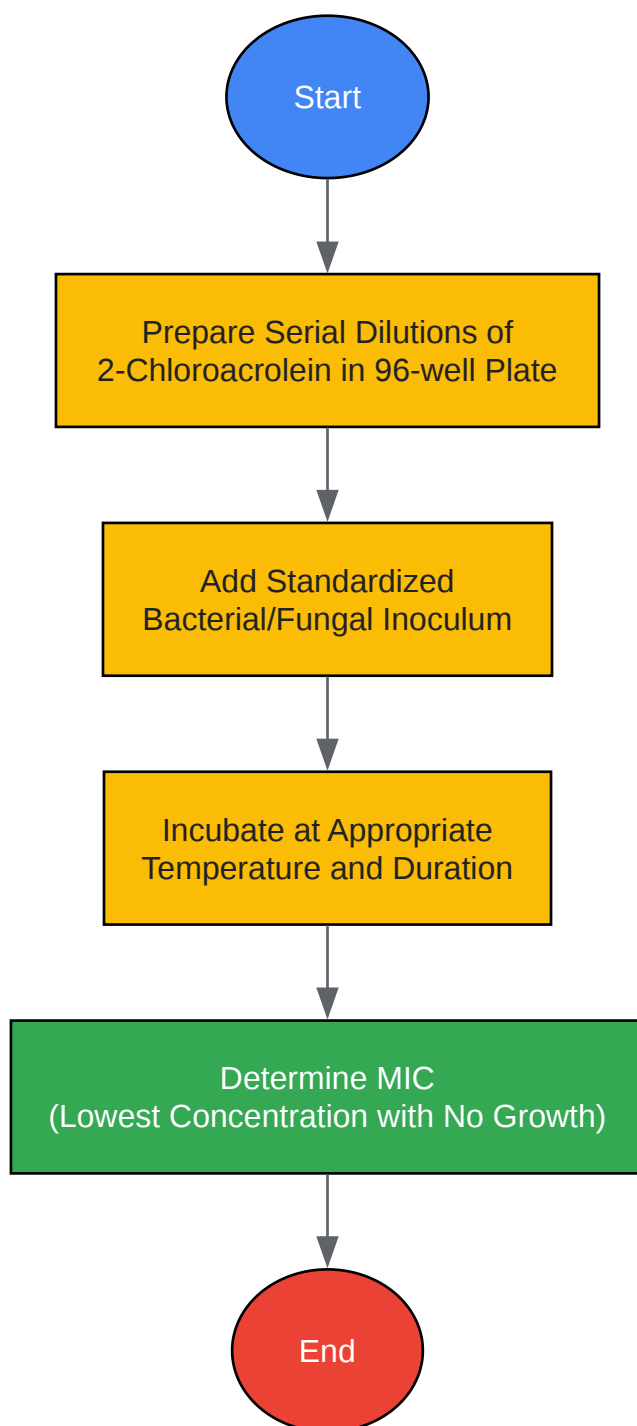 Start
Prepare Serial Dilutions of
2-Chloroacrolein in 96-well Plate
Add Standardized
Bacterial/Fungal Inoculum
Incubate at Appropriate
Temperature and Duration
Determine MIC
(Lowest Concentration with No Growth)
End